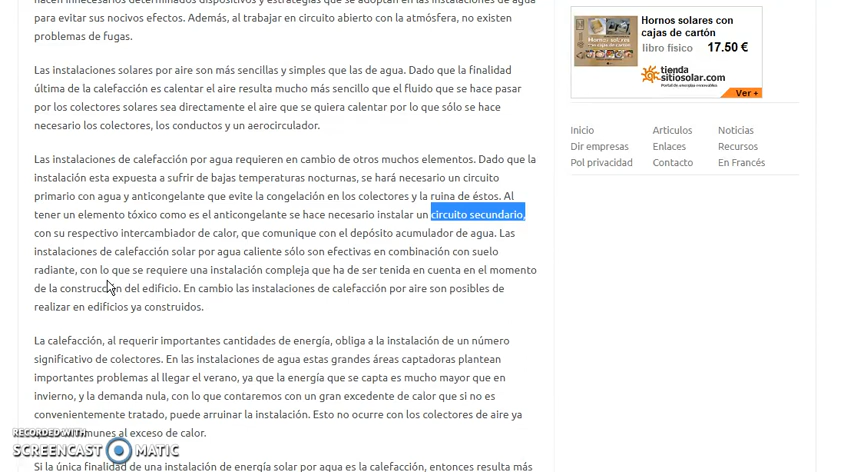 hacen innecesarios determinados dispositivos y estrategias que se adoptan en las instalaciones de agua
para evitar sus nocivos efectos. Además, al trabajar en circuito abierto con la atmósfera, no existen
problemas de fugas.
Las instalaciones solares por aire son más sencillas y simples que las de agua. Dado que la finalidad
última de la calefacción es calentar el aire resulta mucho más sencillo que el fluido que se hace pasar
por los colectores solares sea directamente el aire que se quiera calentar por lo que sólo se hace
necesario los colectores, los conductos y un aerocirculador.
Las instalaciones de calefacción por agua requieren en cambio de otros muchos elementos. Dado que la
instalación esta expuesta a sufrir de bajas temperaturas nocturnas, se hará necesario un circuito
primario con agua y anticongelante que evite la congelación en los colectores y la ruina de éstos. Al
tener un elemento tóxico como es el anticongelante se hace necesario instalar un circuito secundario,
con su respectivo intercambiador de calor, que comunique con el depósito acumulador de agua. Las
instalaciones de calefacción solar por agua caliente sólo son efectivas en combinación con suelo
radiante, con lo que se requiere una instalación compleja que ha de ser tenida en cuenta en el momento
de la construcción del edificio. En cambio las instalaciones de calefacción por aire son posibles de
realizar en edificios ya construidos.
La calefacción, al requerir importantes cantidades de energía, obliga a la instalación de un número
significativo de colectores. En las instalaciones de agua estas grandes áreas captadoras plantean
importantes problemas al llegar el verano, ya que la energía que se capta es mucho mayor que en
invierno, y la demanda nula, con lo que contaremos con un gran excedente de calor que si no es
convenientemente tratado, puede arruinar la instalación. Esto no ocurre con los colectores de aire ya
munes al exceso de calor.
Si la única finalidad de una instalación de energía solar por agua es la calefacción, entonces resulta más
RECORDED WITH
SCREENCAST MATIC
Hornos solares con
cajas de cartón
libro físico 17.50 €
tienda
sitiosolar.com
Portal de energías renovables
Ver +
Inicio Articulos Noticias
Dir empresas Enlaces Recursos
Pol privacidad Contacto En Francés